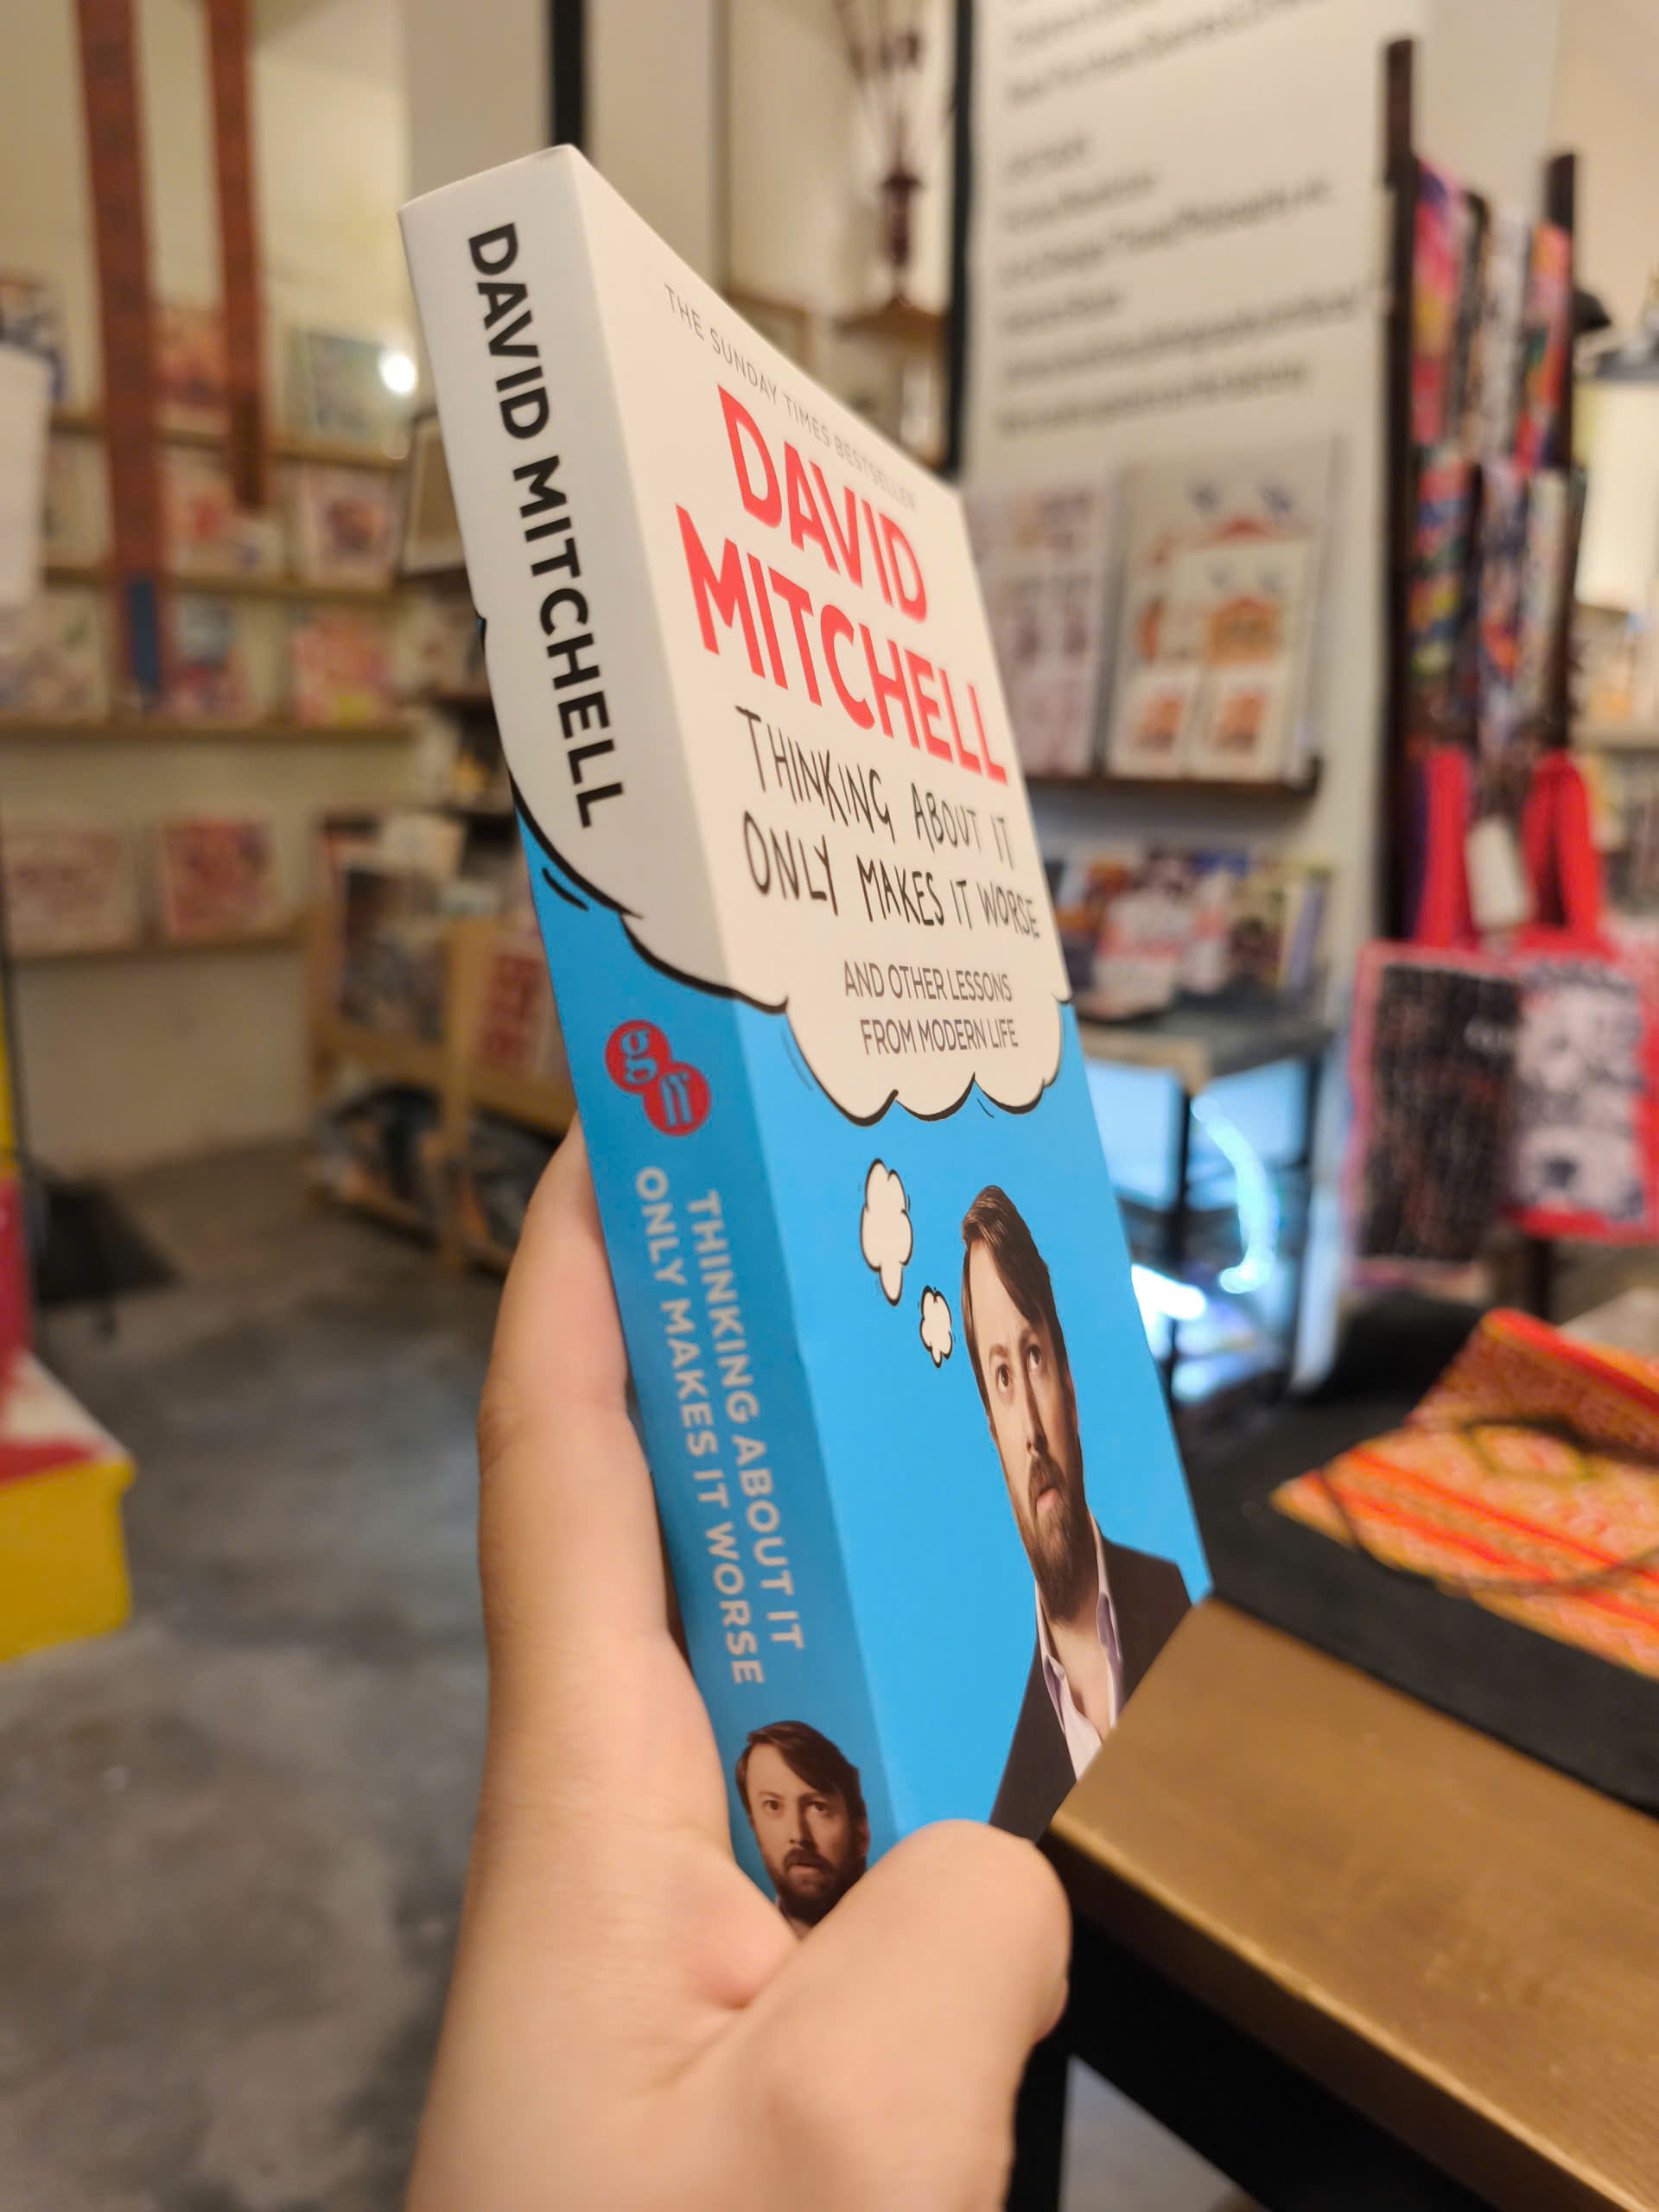 DAVID MITCHELL
gff
THINKING ABOUT IT
ONLY MAKES IT WORSE
THE SUNDAY TIMES BESTSELLER
DAVID
MITCHELL
THINKING ABOUT IT
ONLY MAKES IT WORSE
AND OTHER LESSONS
FROM MODERN LIFE